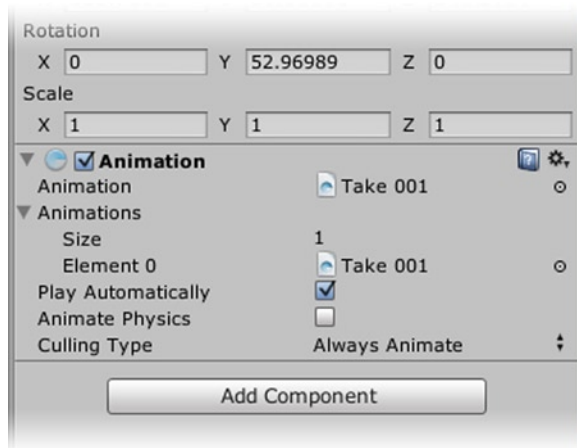 Rotation
X 0 Y 52.96989 Z 0
Scale
X 1 Y 1 Z 1
Animation
Animation Take 001
Animations
Size 1
Element 0 Take 001
Play Automatically
Animate Physics
Culling Type Always Animate
Add Component